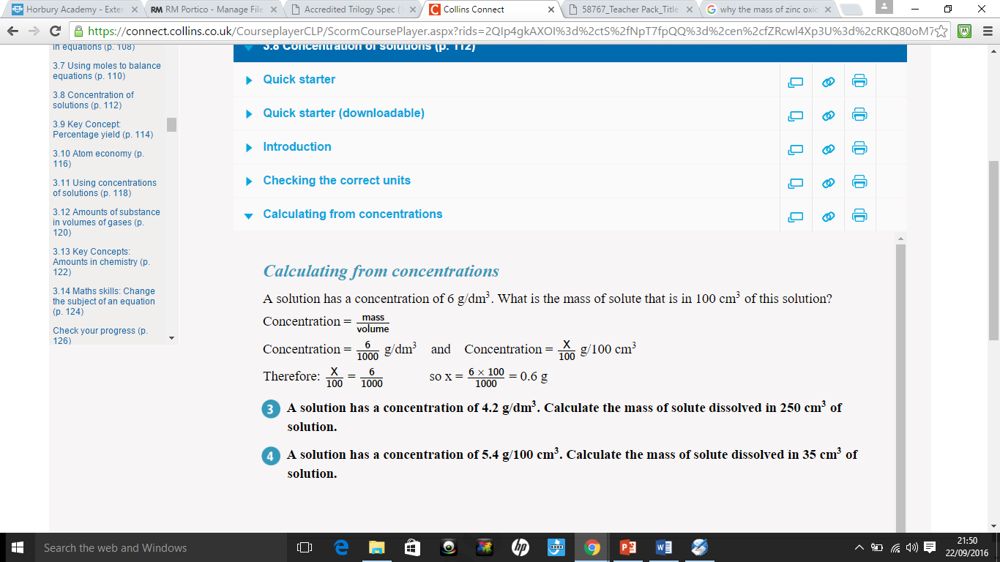 Horbury Academy - Exter
RM RM Portico - Manage File
Accredited Trilogy Spec (
Collins Connect
58767_Teacher Pack_Title
why the mass of zinc oxid
https://connect.collins.co.uk/CourseplayerCLP/ScormCoursePlayer.aspx?rids=2QIp4gkAXOI%3d%2ctS%2fNpT7fpQQ%3d%2cen%2cfZRcwl4Xp3U%3d%2cRKQ80oM7
in equations (p. 108)
3.7 Using moles to balance
equations (p. 110)
3.8 Concentration of
solutions (p. 112)
3.9 Key Concept:
Percentage yield (p. 114)
3.10 Atom economy (p.
116)
3.11 Using concentrations
of solutions (p. 118)
3.12 Amounts of substance
in volumes of gases (p.
120)
3.13 Key Concepts:
Amounts in chemistry (p.
122)
3.14 Maths skills: Change
the subject of an equation
(p. 124)
Check your progress (p.
126)
3.8 Concentration of solutions (p. 112)
Quick starter
Quick starter (downloadable)
Introduction
Checking the correct units
Calculating from concentrations
Calculating from concentrations
A solution has a concentration of 6 g/dm³. What is the mass of solute that is in 100 cm³ of this solution?
Concentration = mass/volume
Concentration = 6/1000 g/dm³ and Concentration = X/100 g/100 cm³
Therefore: X/100 = 6/1000 so x = 6 × 100/1000 = 0.6 g
3 A solution has a concentration of 4.2 g/dm³. Calculate the mass of solute dissolved in 250 cm³ of
solution.
4 A solution has a concentration of 5.4 g/100 cm³. Calculate the mass of solute dissolved in 35 cm³ of
solution.
Search the web and Windows
21:50
22/09/2016